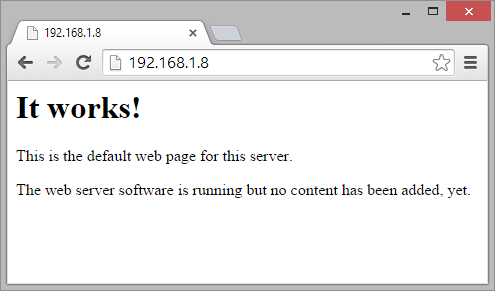 192.168.1.8
192.168.1.8
It works!
This is the default web page for this server.
The web server software is running but no content has been added, yet.